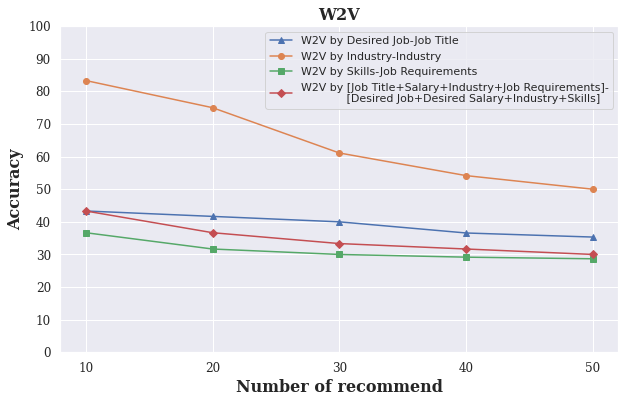 W2V
100
90
80
70
60
50
40
30
20
10
0
Accuracy
W2V by Desired Job-Job Title
W2V by Industry-Industry
W2V by Skills-Job Requirements
W2V by [Job Title+Salary+Industry+Job Requirements]-
[Desired Job+Desired Salary+Industry+Skills]
10 20 30 40 50
Number of recommend